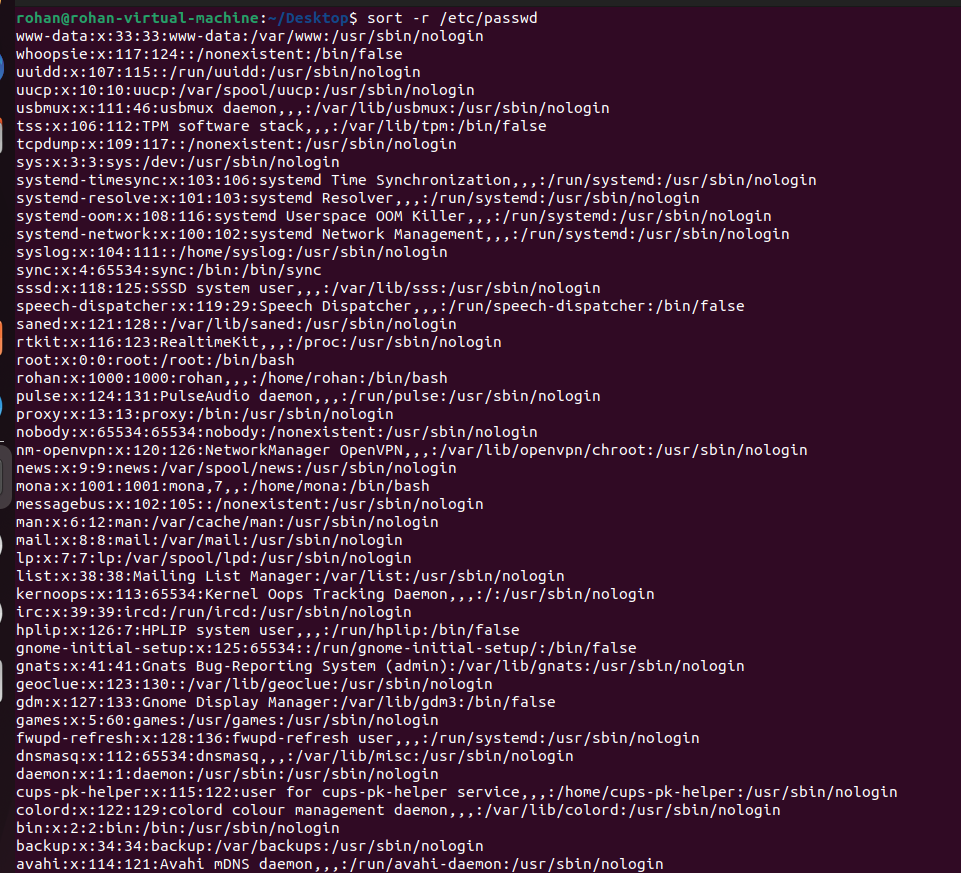 rohan@rohan-virtual-machine:~/Desktop$ sort -r /etc/passwd
www-data:x:33:33:www-data:/var/www:/usr/sbin/nologin
whoopsie:x:117:124::/nonexistent:/bin/false
uuidd:x:107:115::/run/uuidd:/usr/sbin/nologin
uucp:x:10:10:uucp:/var/spool/uucp:/usr/sbin/nologin
usbmux:x:111:46:usbmux daemon,,,:/var/lib/usbmux:/usr/sbin/nologin
tss:x:106:112:TPM software stack,,,:/var/lib/tpm:/bin/false
tcpdump:x:109:117::/nonexistent:/usr/sbin/nologin
sys:x:3:3:sys:/dev:/usr/sbin/nologin
systemd-timesync:x:103:106:systemd Time Synchronization,,,:/run/systemd:/usr/sbin/nologin
systemd-resolve:x:101:103:systemd Resolver,,,:/run/systemd:/usr/sbin/nologin
systemd-oom:x:108:116:systemd Userspace OOM Killer,,,:/run/systemd:/usr/sbin/nologin
systemd-network:x:100:102:systemd Network Management,,,:/run/systemd:/usr/sbin/nologin
syslog:x:104:111::/home/syslog:/usr/sbin/nologin
sync:x:4:65534:sync:/bin:/bin/sync
sssd:x:118:125:SSSD system user,,,:/var/lib/sss:/usr/sbin/nologin
speech-dispatcher:x:119:29:Speech Dispatcher,,,:/run/speech-dispatcher:/bin/false
saned:x:121:128::/var/lib/saned:/usr/sbin/nologin
rtkit:x:116:123:RealtimeKit,,,:/proc:/usr/sbin/nologin
root:x:0:0:root:/root:/bin/bash
rohan:x:1000:1000:rohan,,,:/home/rohan:/bin/bash
pulse:x:124:131:PulseAudio daemon,,,:/run/pulse:/usr/sbin/nologin
proxy:x:13:13:proxy:/bin:/usr/sbin/nologin
nobody:x:65534:65534:nobody:/nonexistent:/usr/sbin/nologin
nm-openvpn:x:120:126:NetworkManager OpenVPN,,,:/var/lib/openvpn/chroot:/usr/sbin/nologin
news:x:9:9:news:/var/spool/news:/usr/sbin/nologin
mona:x:1001:1001:mona,7,,:/home/mona:/bin/bash
messagebus:x:102:105::/nonexistent:/usr/sbin/nologin
man:x:6:12:man:/var/cache/man:/usr/sbin/nologin
mail:x:8:8:mail:/var/mail:/usr/sbin/nologin
lp:x:7:7:lp:/var/spool/lpd:/usr/sbin/nologin
list:x:38:38:Mailing List Manager:/var/list:/usr/sbin/nologin
kernoops:x:113:65534:Kernel Oops Tracking Daemon,,,:/:/usr/sbin/nologin
irc:x:39:39:ircd:/run/ircd:/usr/sbin/nologin
hplip:x:126:7:HPLIP system user,,,:/run/hplip:/bin/false
gnome-initial-setup:x:125:65534::/run/gnome-initial-setup/:/bin/false
gnats:x:41:41:Gnats Bug-Reporting System (admin):/var/lib/gnats:/usr/sbin/nologin
geoclue:x:123:130::/var/lib/geoclue:/usr/sbin/nologin
gdm:x:127:133:Gnome Display Manager:/var/lib/gdm3:/bin/false
games:x:5:60:games:/usr/games:/usr/sbin/nologin
fwupd-refresh:x:128:136:fwupd-refresh user,,,:/run/systemd:/usr/sbin/nologin
dnsmasq:x:112:65534:dnsmasq,,,:/var/lib/misc:/usr/sbin/nologin
daemon:x:1:1:daemon:/usr/sbin:/usr/sbin/nologin
cups-pk-helper:x:115:122:user for cups-pk-helper service,,,:/home/cups-pk-helper:/usr/sbin/nologin
colord:x:122:129:colord colour management daemon,,,:/var/lib/colord:/usr/sbin/nologin
bin:x:2:2:bin:/bin:/usr/sbin/nologin
backup:x:34:34:backup:/var/backups:/usr/sbin/nologin
avahi:x:114:121:Avahi mDNS daemon,,,:/run/avahi-daemon:/usr/sbin/nologin